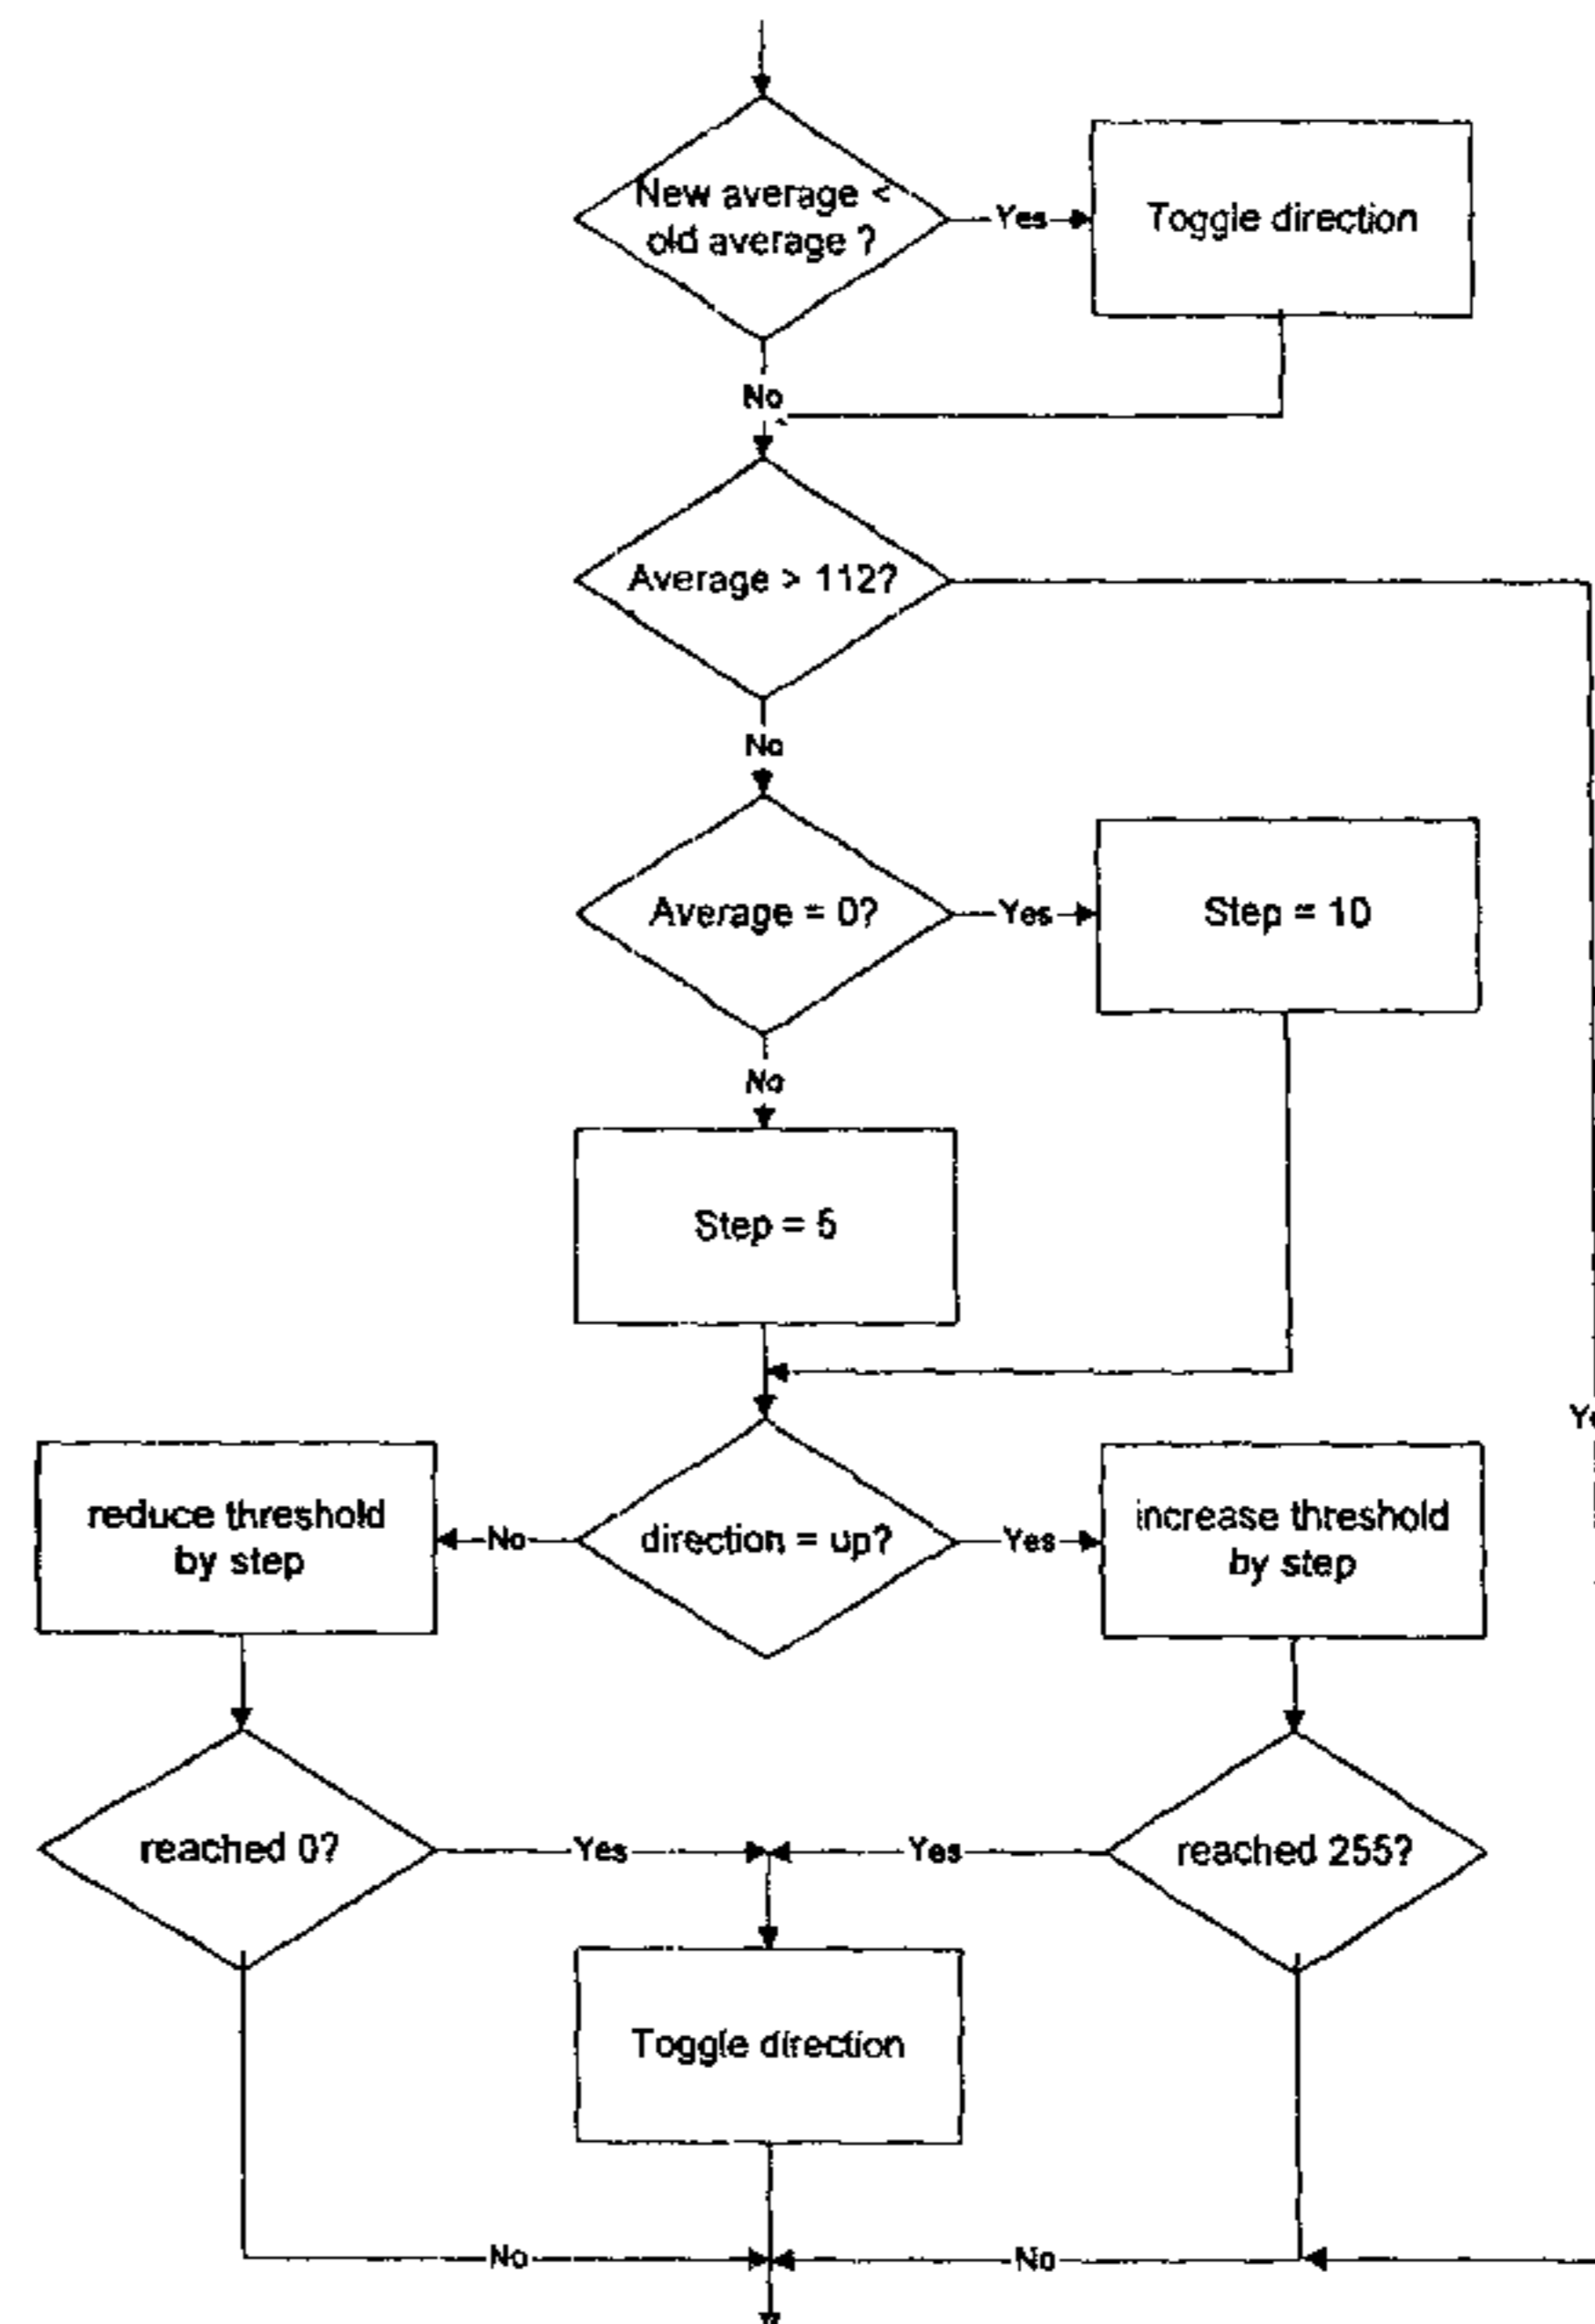 New average <
old average ?
Yes
Toggle direction
No
Average > 112?
No
Average = 0?
Yes
Step = 10
No
Step = 5
reduce threshold
by step
No
direction = up?
Yes
increase threshold
by step
reached 0?
Yes
Yes
reached 255?
Toggle direction
No
No